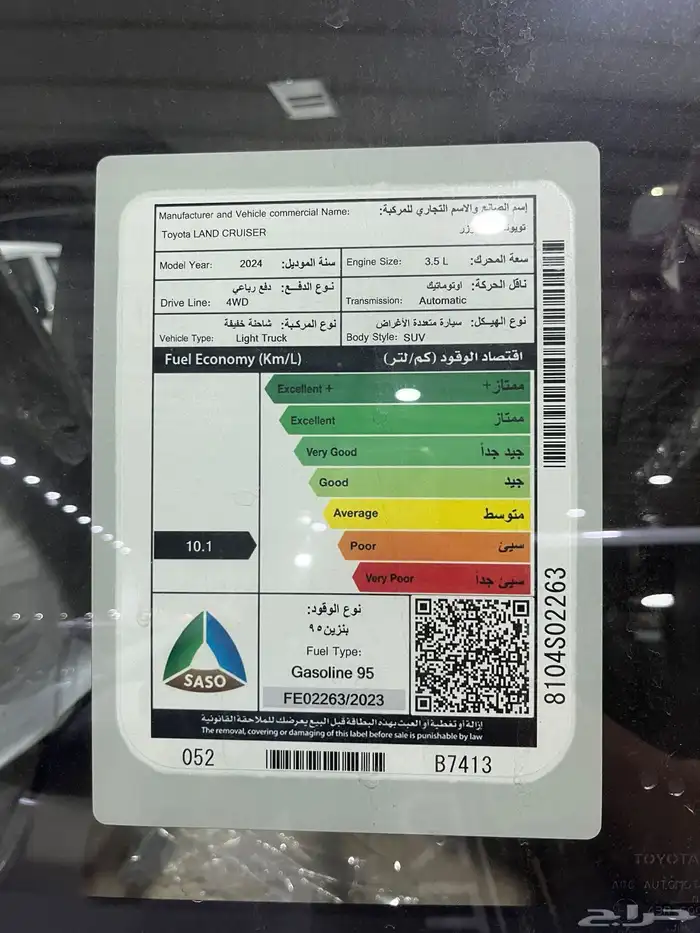 Manufacturer and Vehicle commercial Name: إسم الصانع والاسم التجاري للمركبة:
Toyota LAND CRUISER
Model Year: 2024 سنة الموديل:
Engine Size: 3.5 L سعة المحرك:
نوع الدفع: دفع رباعي
Drive Line: 4WD
ناقل الحركة: اوتوماتيك
Transmission: Automatic
نوع المركبة: شاحنة خفيفة
Vehicle Type: Light Truck
نوع الهيكل: سيارة متعددة الأغراض
Body Style: SUV
Fuel Economy (Km/L) اقتصاد الوقود (كم/لتر)
Excellent + ممتاز+
Excellent ممتاز
Very Good جيد جداً
Good جيد
Average متوسط
10.1
Poor سيئ
Very Poor سيئ جداً
SASO
نوع الوقود:
بنزين ٩٥
Fuel Type:
Gasoline 95
FE02263/2023
إزالة أو تغطية أو العبث بهذه البطاقة قبل البيع يعرضك للملاحقة القانونية
The removal, covering or damaging of this label before sale is punishable by law
052
B7413
8104S02263
TOYOTA
حراج